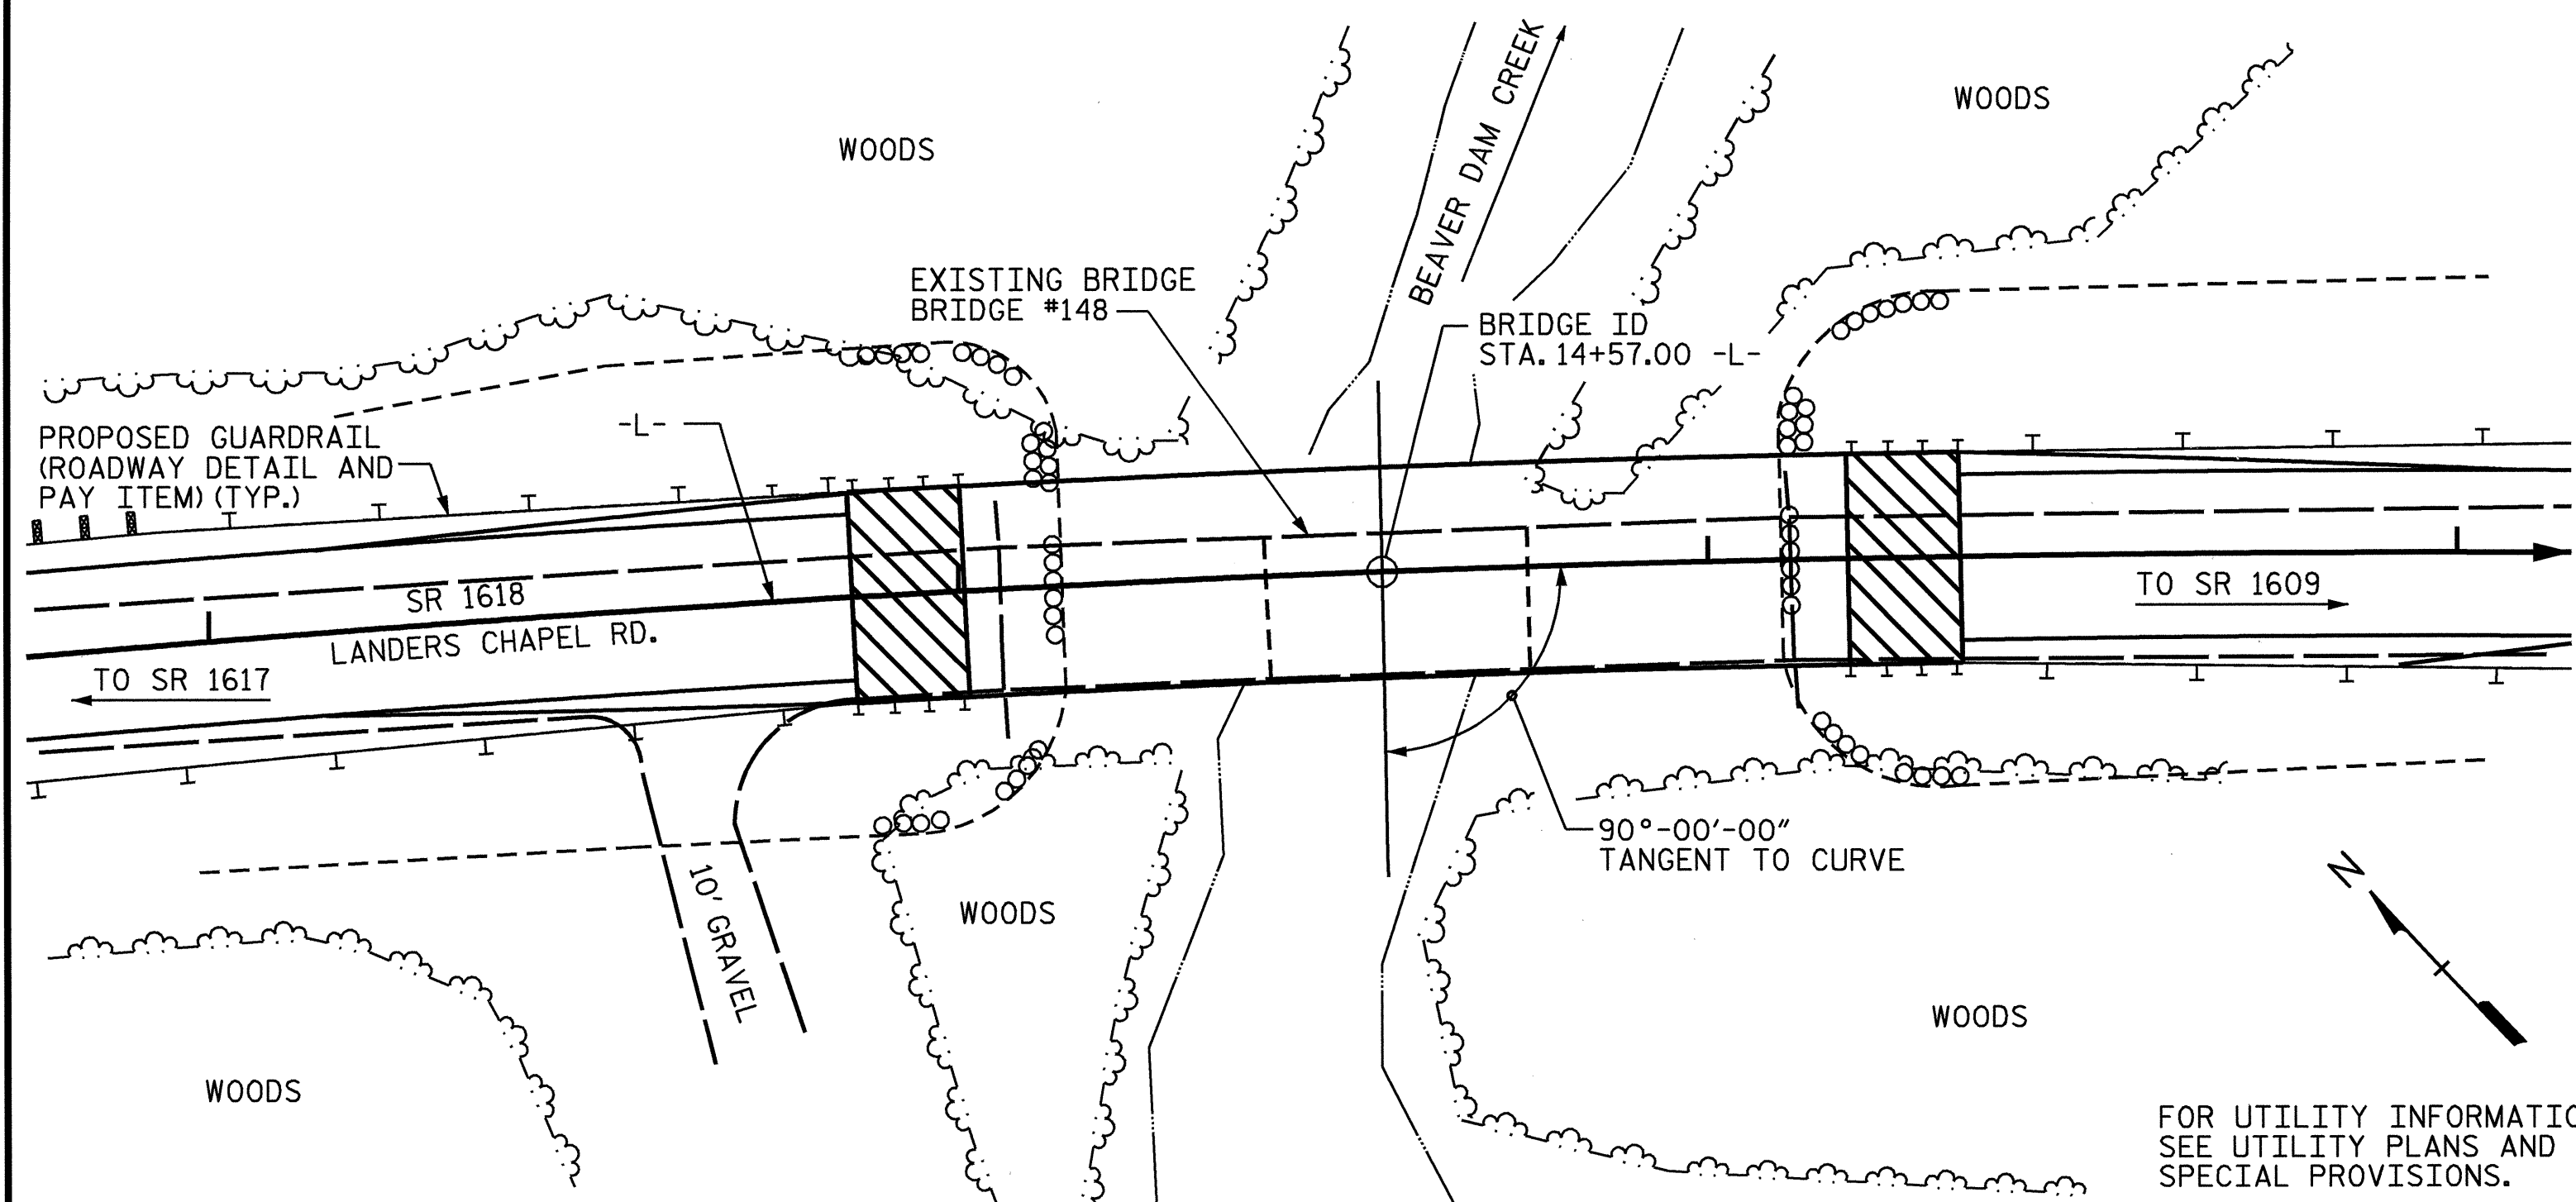 WOODS
WOODS
BEAVER DAM CREEK
EXISTING BRIDGE
BRIDGE #148
BRIDGE ID
STA. 14+57.00 -L-
-L-
PROPOSED GUARDRAIL
(ROADWAY DETAIL AND
PAY ITEM) (TYP.)
SR 1618
LANDERS CHAPEL RD.
TO SR 1617
TO SR 1609
90°-00'-00"
TANGENT TO CURVE
10' GRAVEL
WOODS
N
WOODS
WOODS
FOR UTILITY INFORMATIO
SEE UTILITY PLANS AND
SPECIAL PROVISIONS.